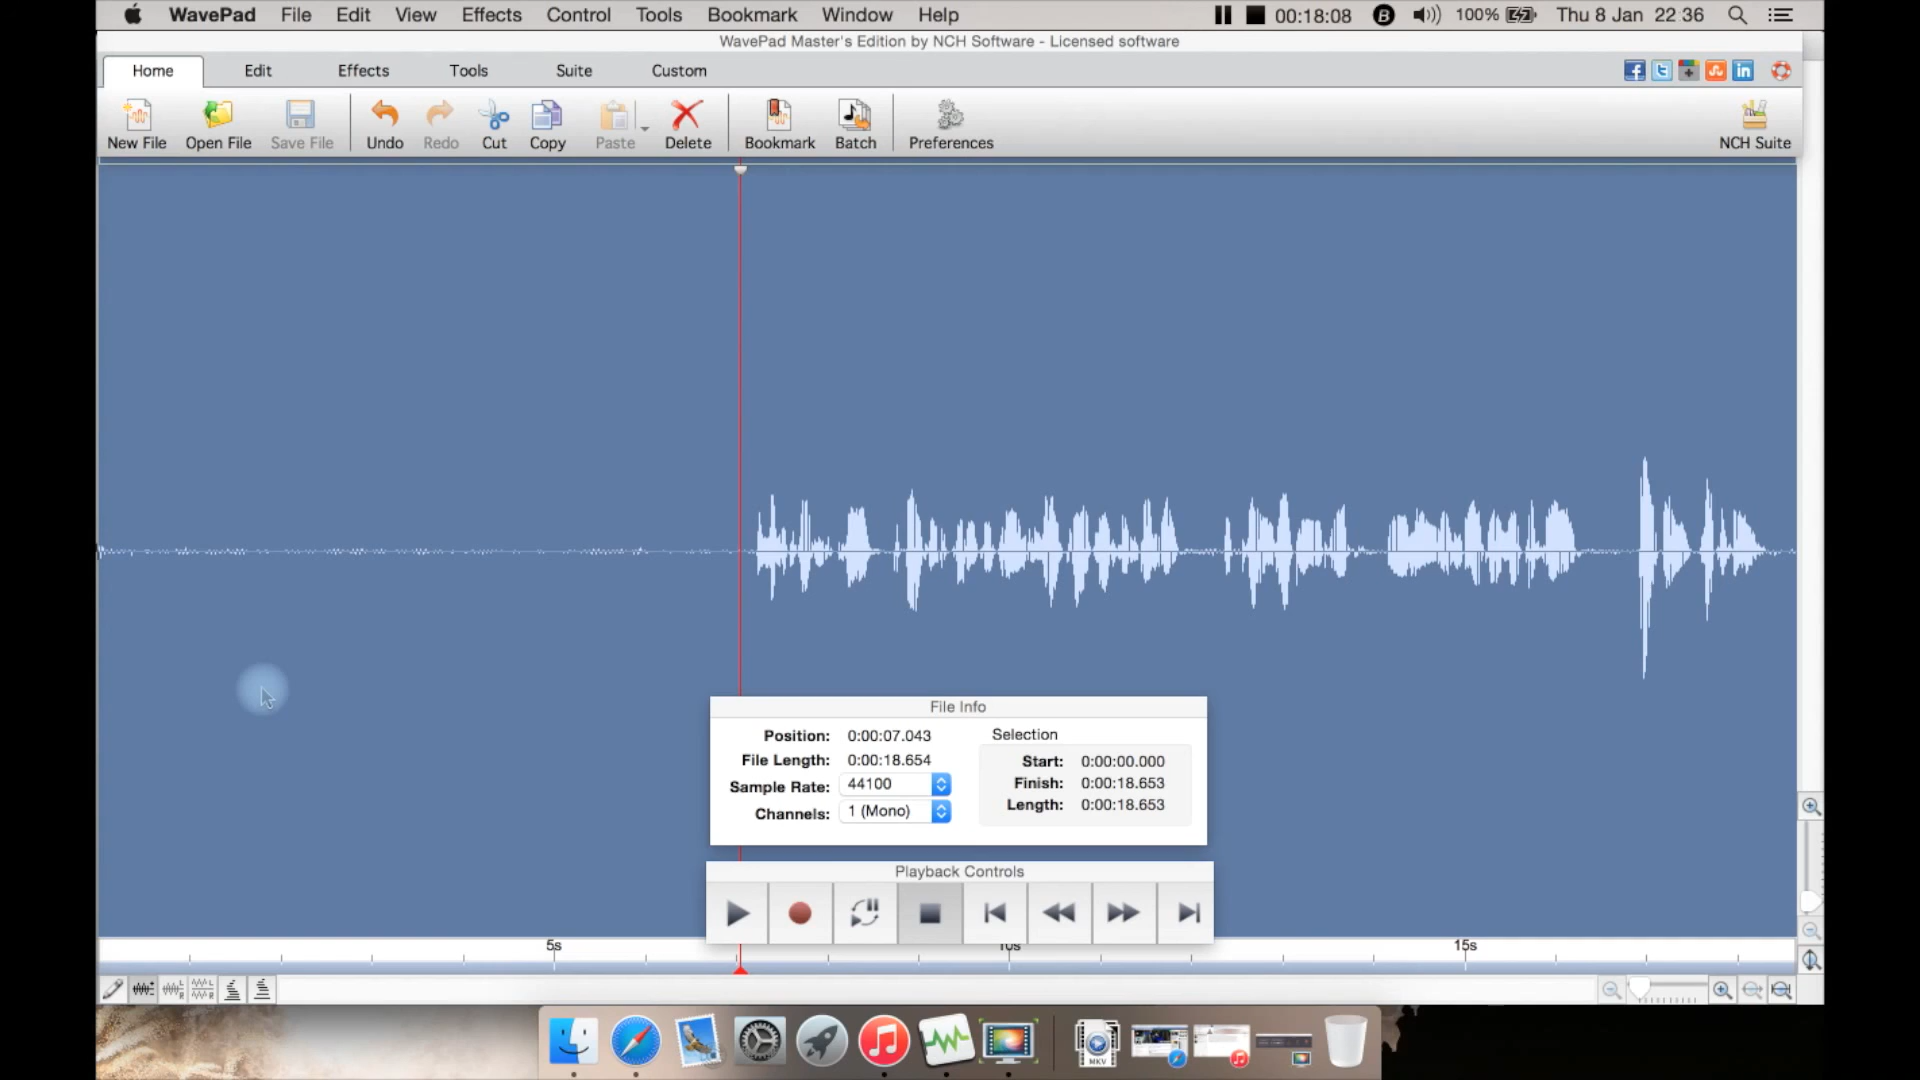 WavePad File Edit View Effects Control Tools Bookmark Window Help 00:18:08 100% Thu 8 Jan 22 36
WavePad Master's Edition by NCH Software - Licensed software
Home Edit Effects Tools Suite Custom
New File Open File Save File Undo Redo Cut Copy Paste Delete Bookmark Batch Preferences NCH Suite
File Info
Position: 0:00:07.043
File Length: 0:00:18.654
Sample Rate: 44100
Channels: 1 (Mono)
Selection
Start: 0:00:00.000
Finish: 0:00:18.653
Length: 0:00:18.653
Playback Controls
5s 10s 15s
MKV